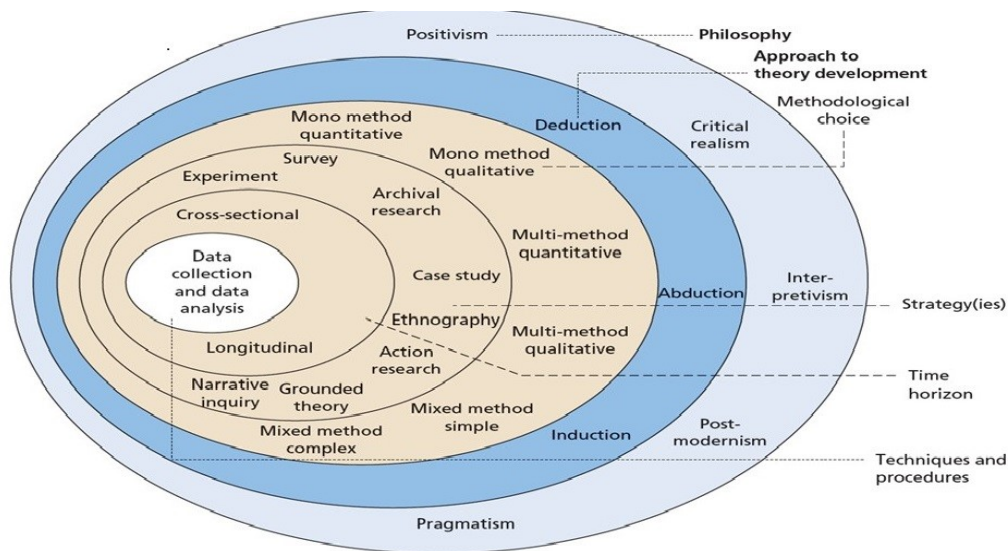 Positivism
Philosophy
Approach to
theory development
Methodological
choice
Mono method
quantitative
Deduction
Critical
realism
Survey
Mono method
qualitative
Experiment
Archival
research
Cross-sectional
Multi-method
quantitative
Data
collection
and data
analysis
Case study
Inter-
pretivism
Abduction
Strategy(ies)
Ethnography
Multi-method
qualitative
Longitudinal
Action
research
Time
horizon
Narrative
inquiry
Grounded
theory
Mixed method
simple
Mixed method
complex
Induction
Post-
modernism
Techniques and
procedures
Pragmatism